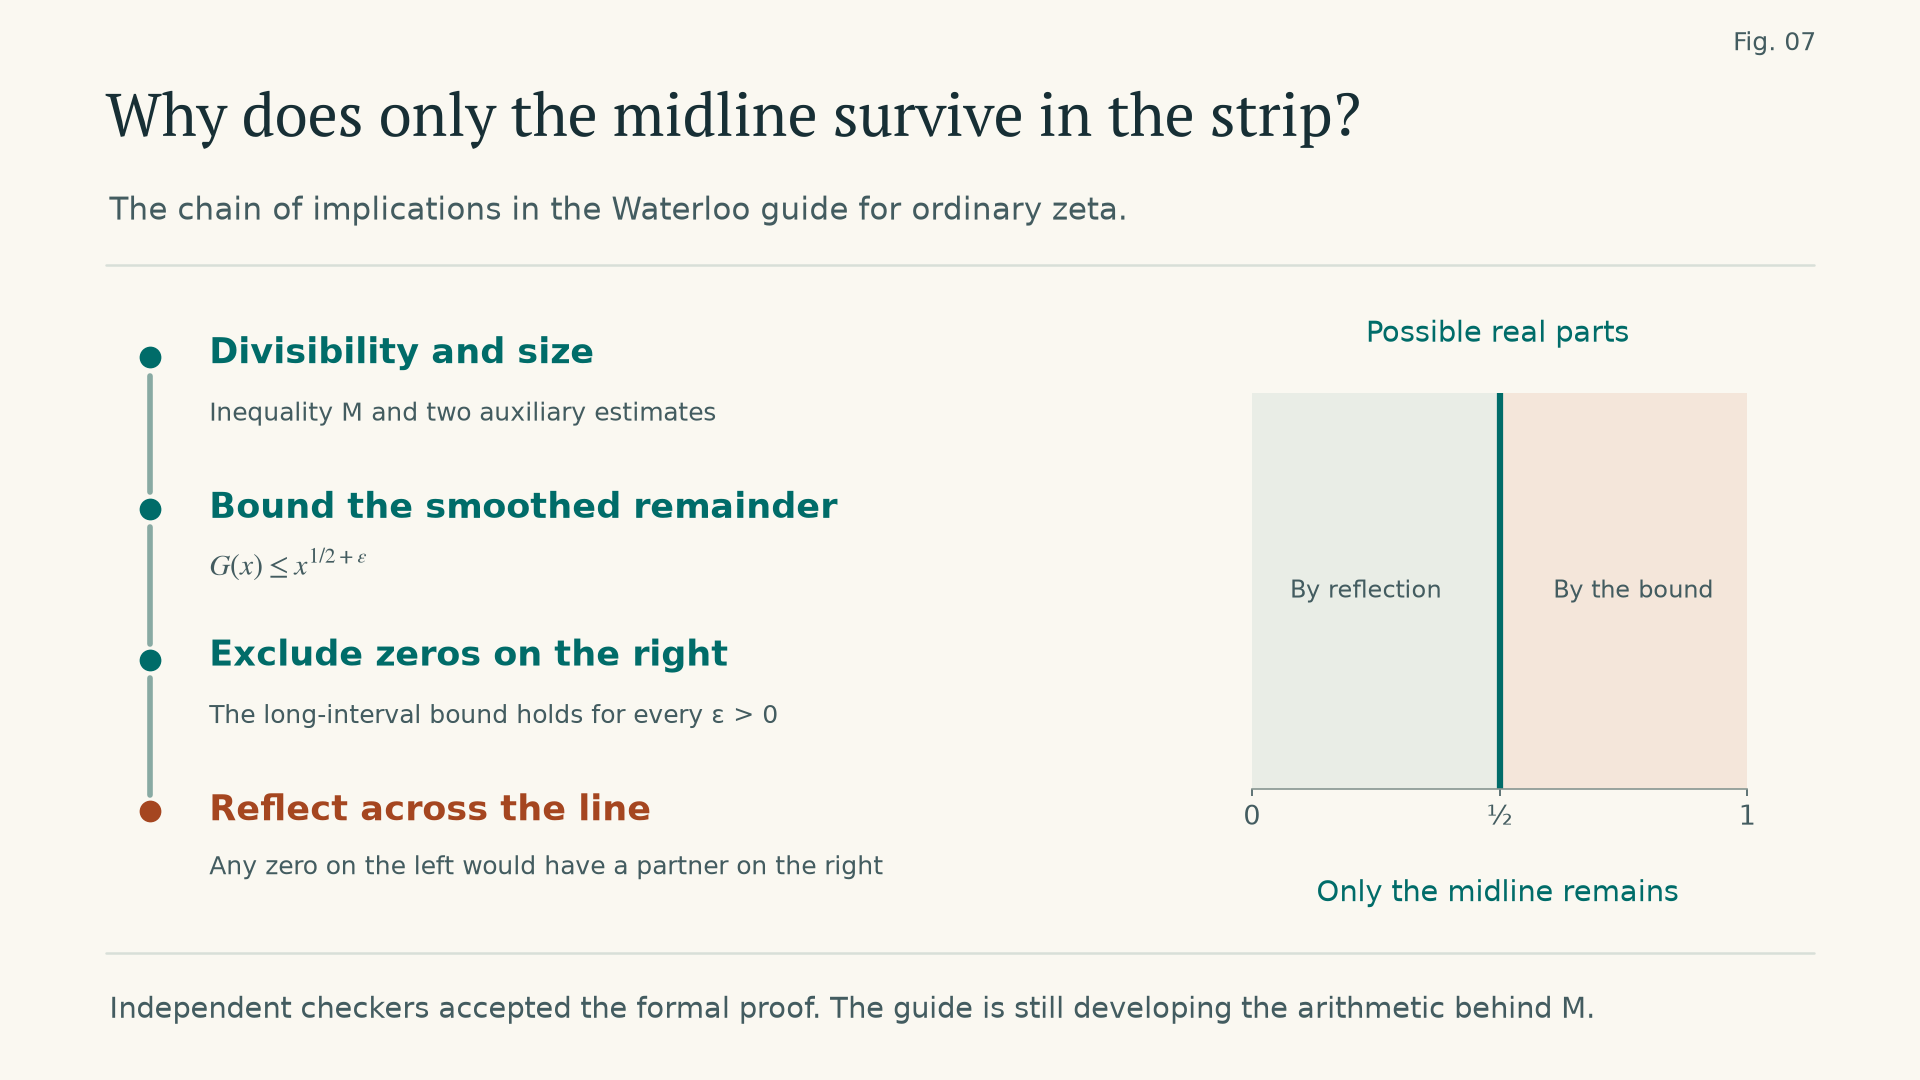 Fig. 07
Why does only the midline survive in the strip?
The chain of implications in the Waterloo guide for ordinary zeta.
Divisibility and size
Inequality M and two auxiliary estimates
Bound the smoothed remainder
G(x) ≤ x^{1/2 + ε}
Exclude zeros on the right
The long-interval bound holds for every ε > 0
Reflect across the line
Any zero on the left would have a partner on the right
Possible real parts
By reflection
By the bound
0
½
1
Only the midline remains
Independent checkers accepted the formal proof. The guide is still developing the arithmetic behind M.